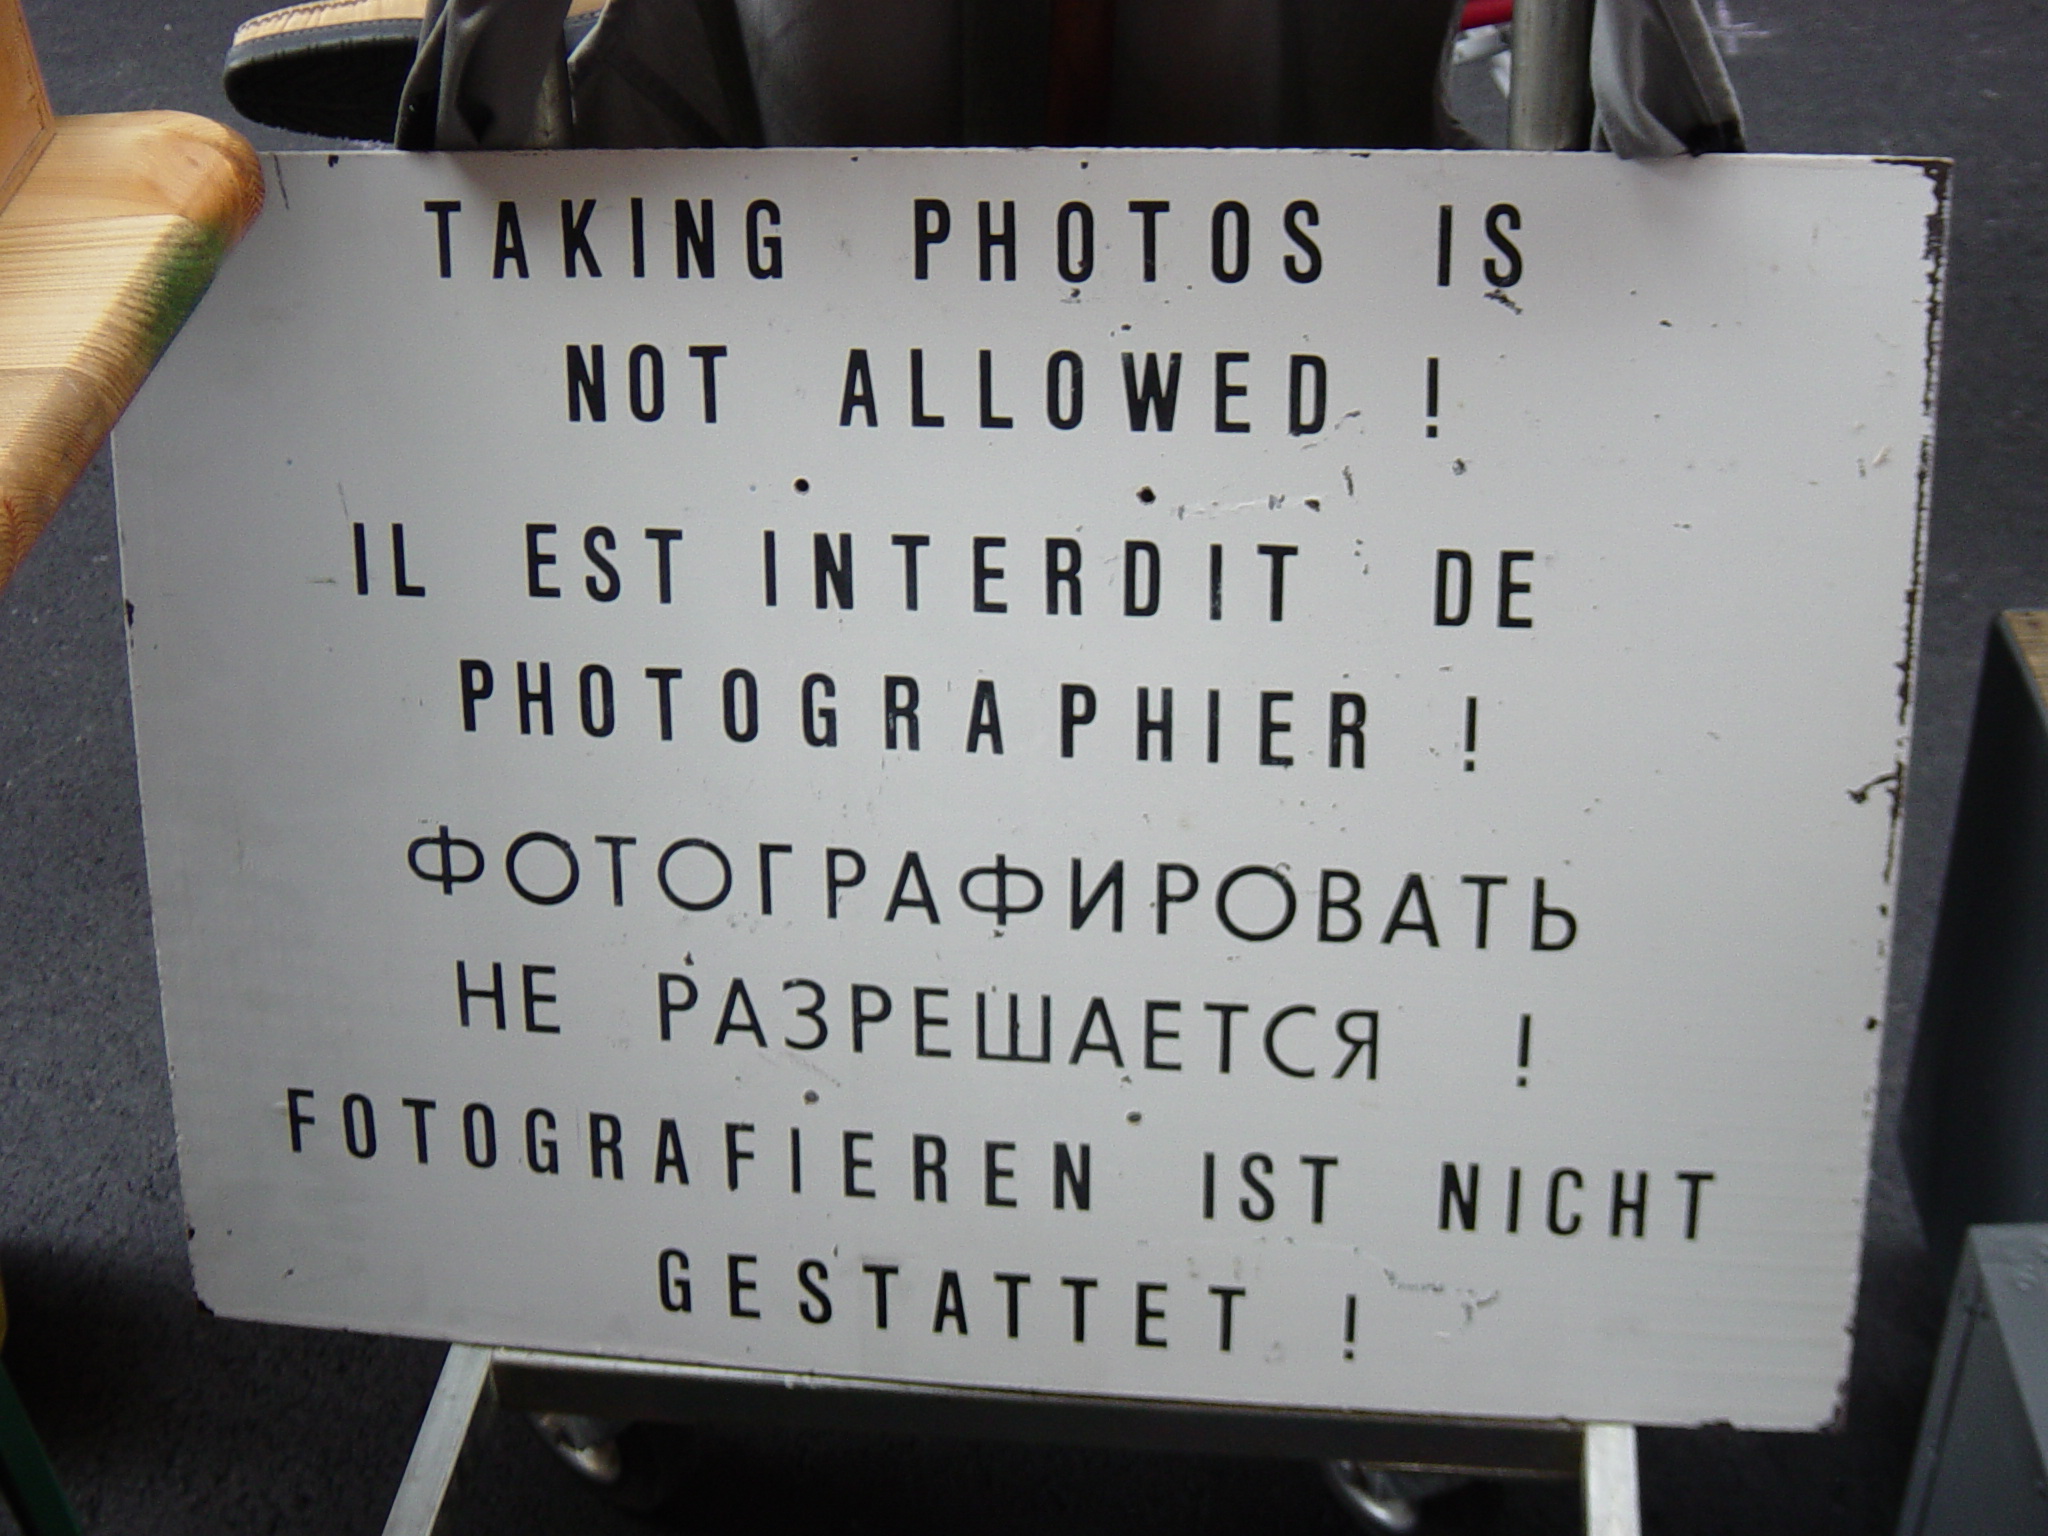 TAKING PHOTOS IS
NOT ALLOWED !
IL EST INTERDIT DE
PHOTOGRAPHIER !
ФОТОГРАФИРОВАТЬ
НЕ РАЗРЕШАЕТСЯ !
FOTOGRAFIEREN IST NICHT
GESTATTET !